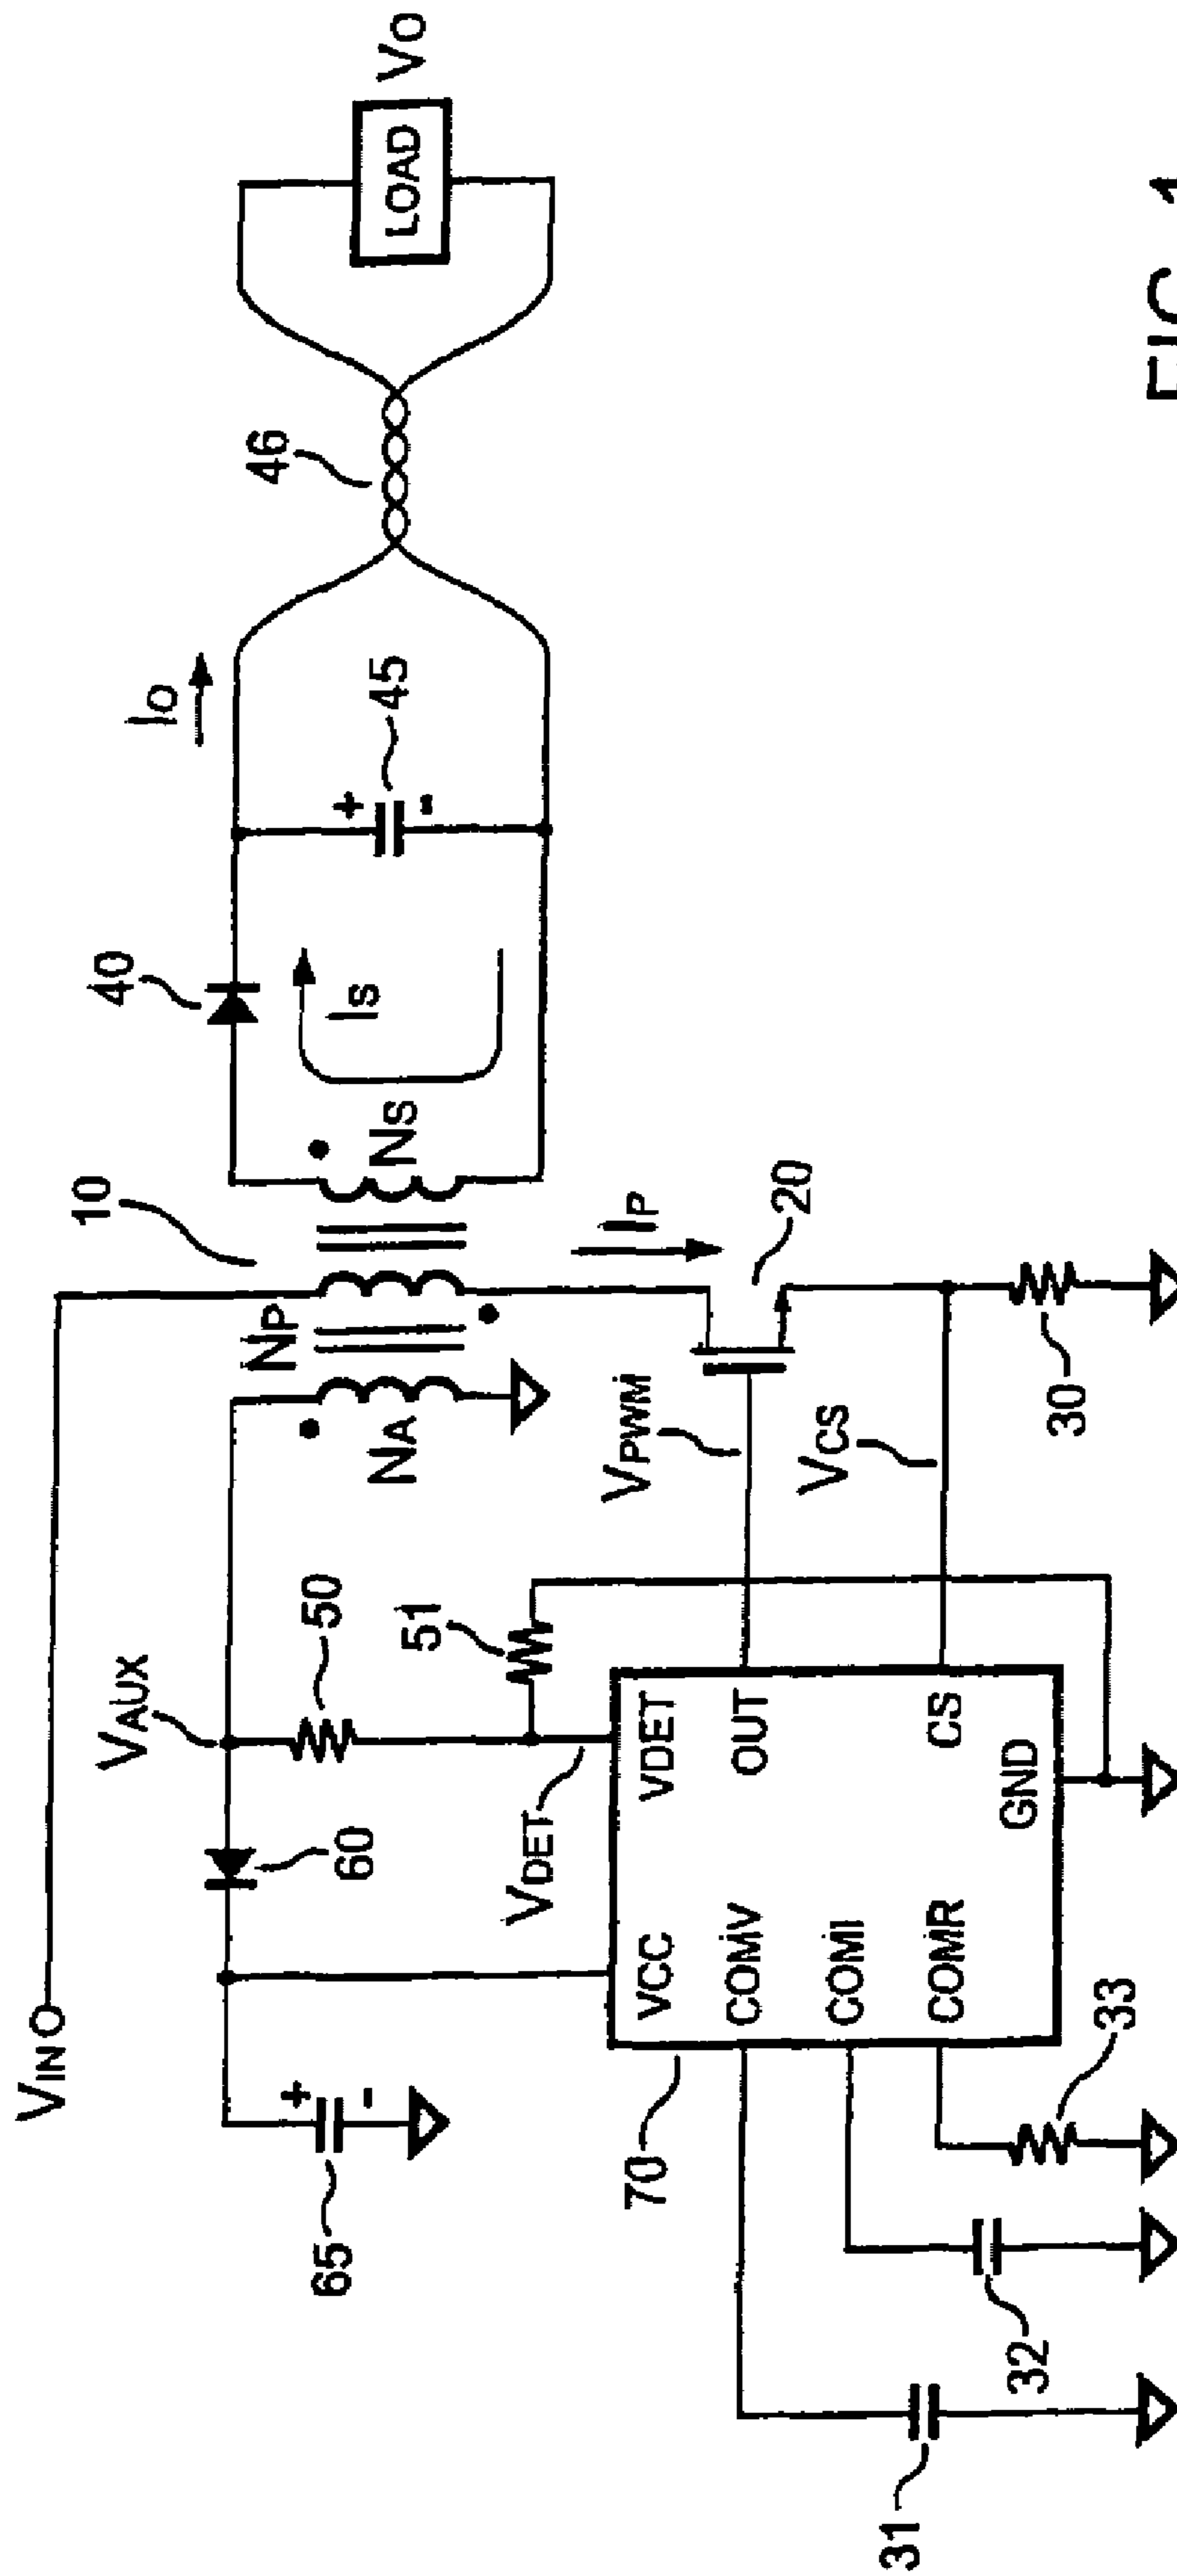 VIN
10
40
IO
46
VO
LOAD
VAUX
NP
NS
IS
45
NA
65
60
50
51
IP
VDET
VPWM
20
70
VCC
VDET
COMV
OUT
COMI
COMR
CS
GND
VCS
31
32
33
30